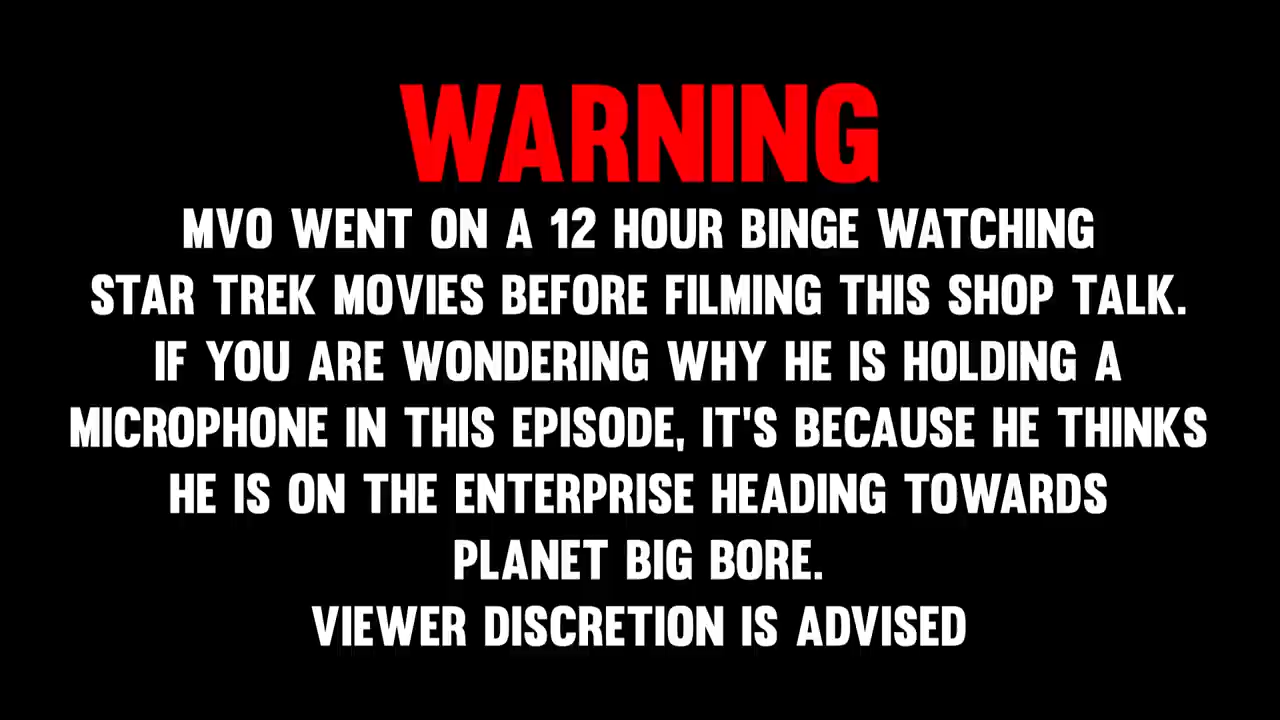 WARNING
MVO WENT ON A 12 HOUR BINGE WATCHING
STAR TREK MOVIES BEFORE FILMING THIS SHOP TALK.
IF YOU ARE WONDERING WHY HE IS HOLDING A
MICROPHONE IN THIS EPISODE, IT'S BECAUSE HE THINKS
HE IS ON THE ENTERPRISE HEADING TOWARDS
PLANET BIG BORE.
VIEWER DISCRETION IS ADVISED